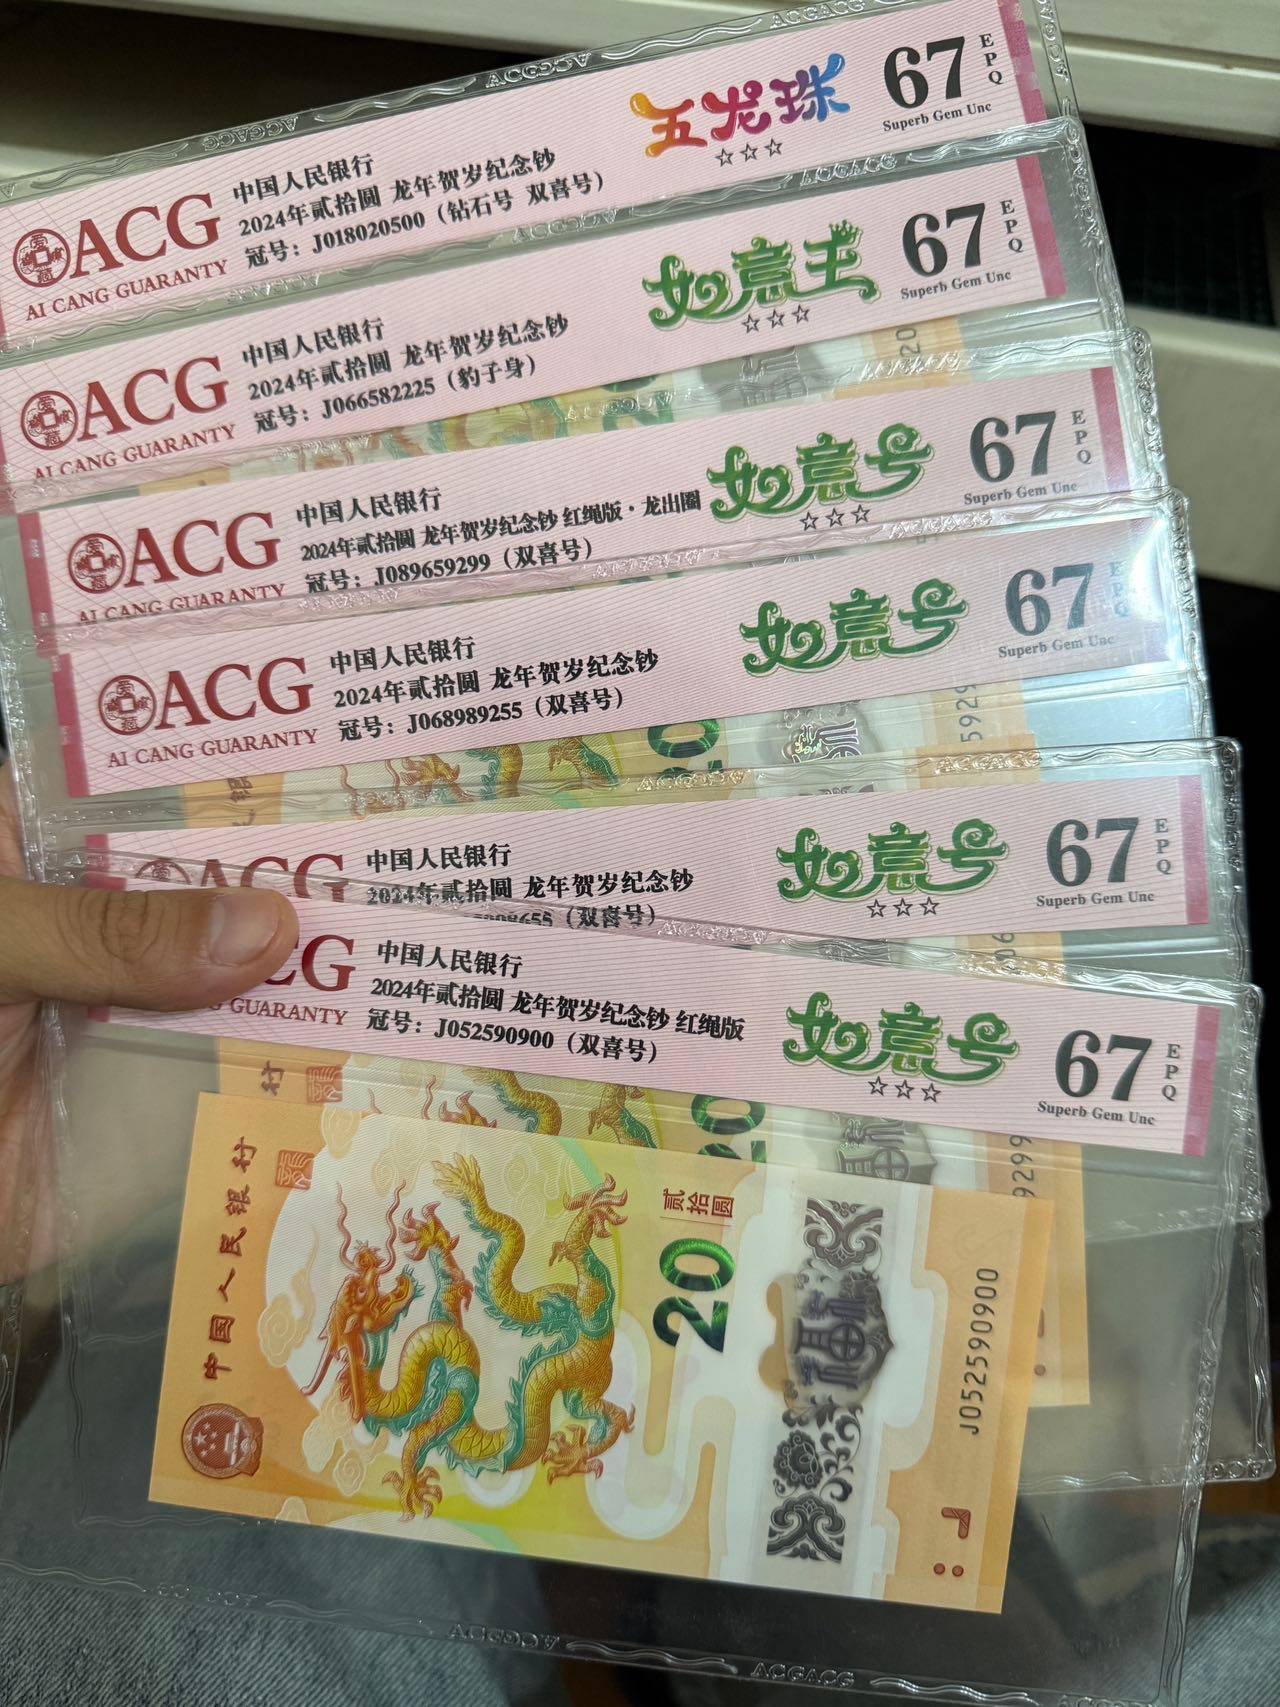 ACG
AI CANG GUARANTY
中国人民银行
2024年贰拾圆 龙年贺岁纪念钞
冠号：J018020500（钻石号 双喜号）
五龙珠
☆☆☆
67
EPQ
Superb Gem Unc
ACG
AI CANG GUARANTY
中国人民银行
2024年贰拾圆 龙年贺岁纪念钞
冠号：J066582225（豹子身）
如意王
☆☆☆
67
EPQ
Superb Gem Unc
20
ACG
AI CANG GUARANTY
中国人民银行
2024年贰拾圆 龙年贺岁纪念钞 红绳版·龙出圈
冠号：J089659299（双喜号）
如意号
☆☆☆
67
EPQ
Superb Gem Unc
ACG
AI CANG GUARANTY
中国人民银行
2024年贰拾圆 龙年贺岁纪念钞
冠号：J068989255（双喜号）
如意号
67
EPQ
Superb Gem Unc
20
ACG
中国人民银行
2024年贰拾圆 龙年贺岁纪念钞
98655（双喜号）
如意号
☆☆☆
67
EPQ
Superb Gem Unc
CG
GUARANTY
中国人民银行
2024年贰拾圆 龙年贺岁纪念钞 红绳版
冠号：J052590900（双喜号）
如意号
☆☆☆
67
EPQ
Superb Gem Unc
20
9299
中国人民银行
贰拾圆
20
J052590900
ACGACG